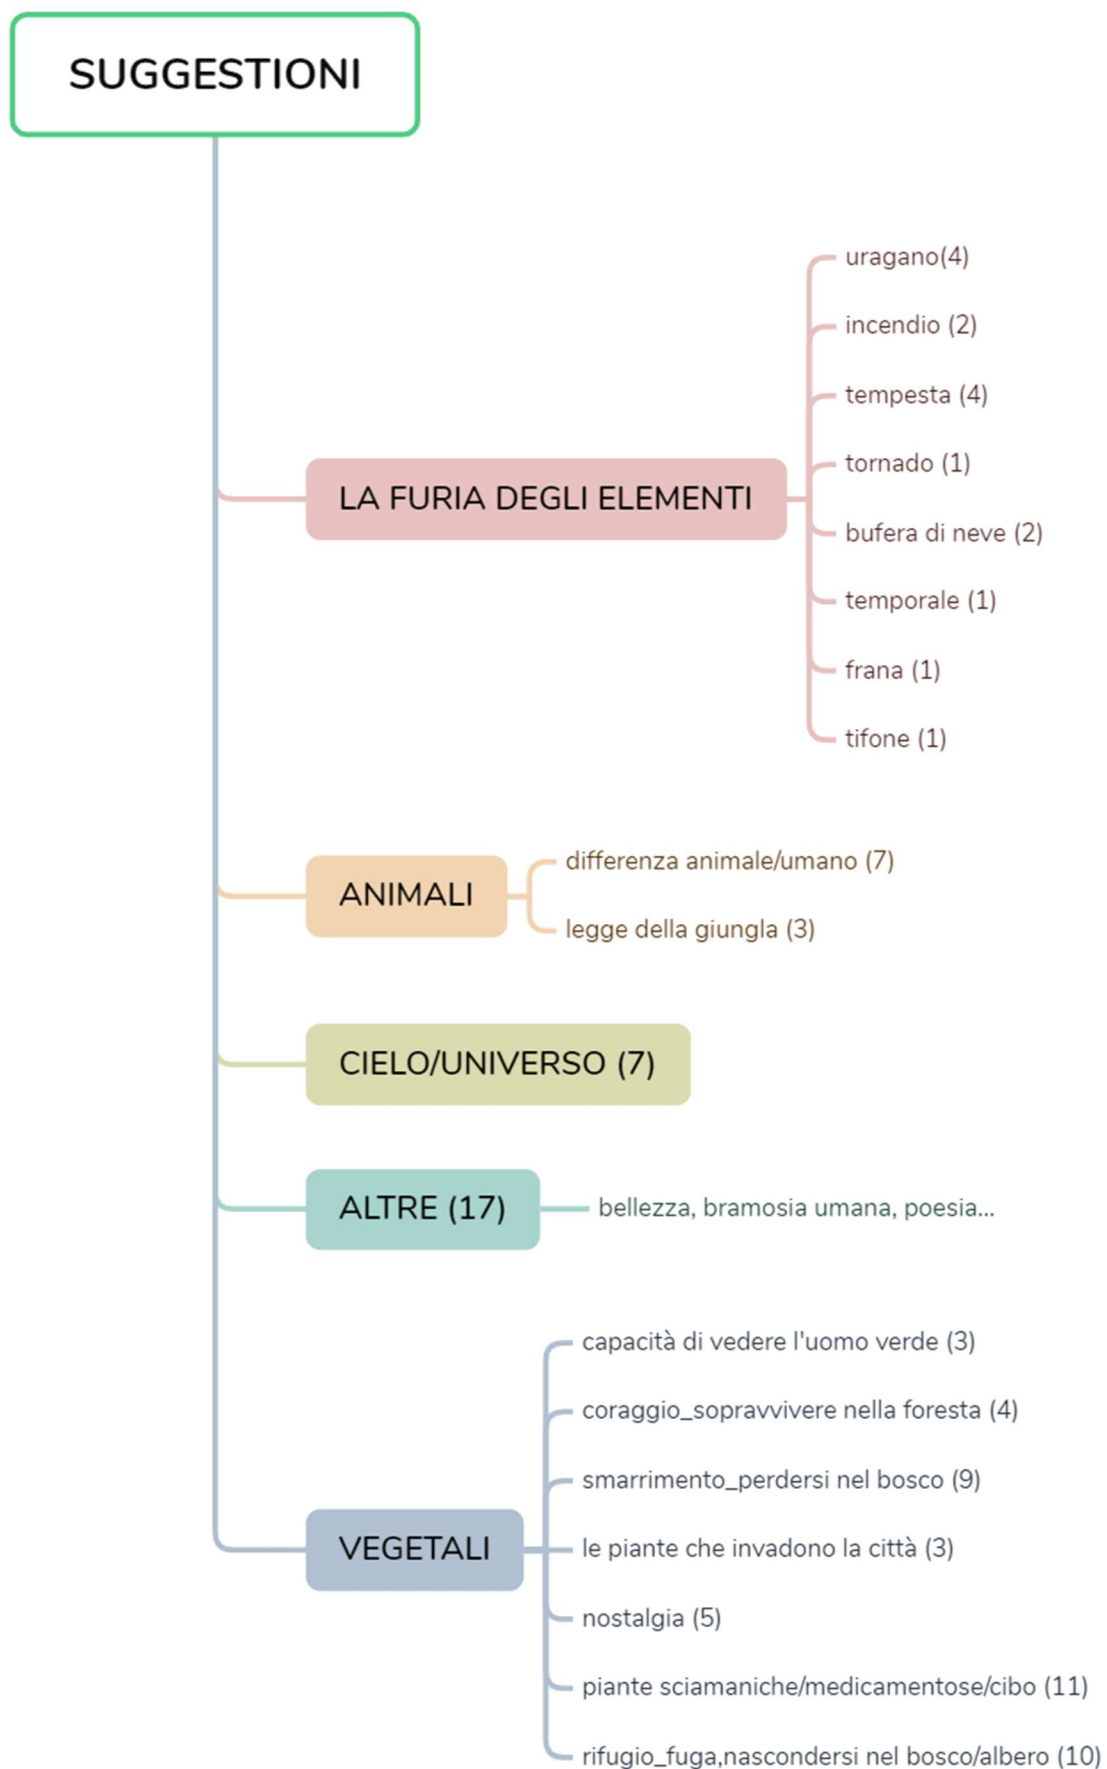 SUGGESTIONI
LA FURIA DEGLI ELEMENTI
uragano(4)
incendio (2)
tempesta (4)
tornado (1)
bufera di neve (2)
temporale (1)
frana (1)
tifone (1)
ANIMALI
differenza animale/umano (7)
legge della giungla (3)
CIELO/UNIVERSO (7)
ALTRE (17)
bellezza, bramosia umana, poesia...
VEGETALI
capacità di vedere l'uomo verde (3)
coraggio_sopravvivere nella foresta (4)
smarrimento_perdersi nel bosco (9)
le piante che invadono la città (3)
nostalgia (5)
piante sciamaniche/medicamentose/cibo (11)
rifugio_fuga,nascondersi nel bosco/albero (10)